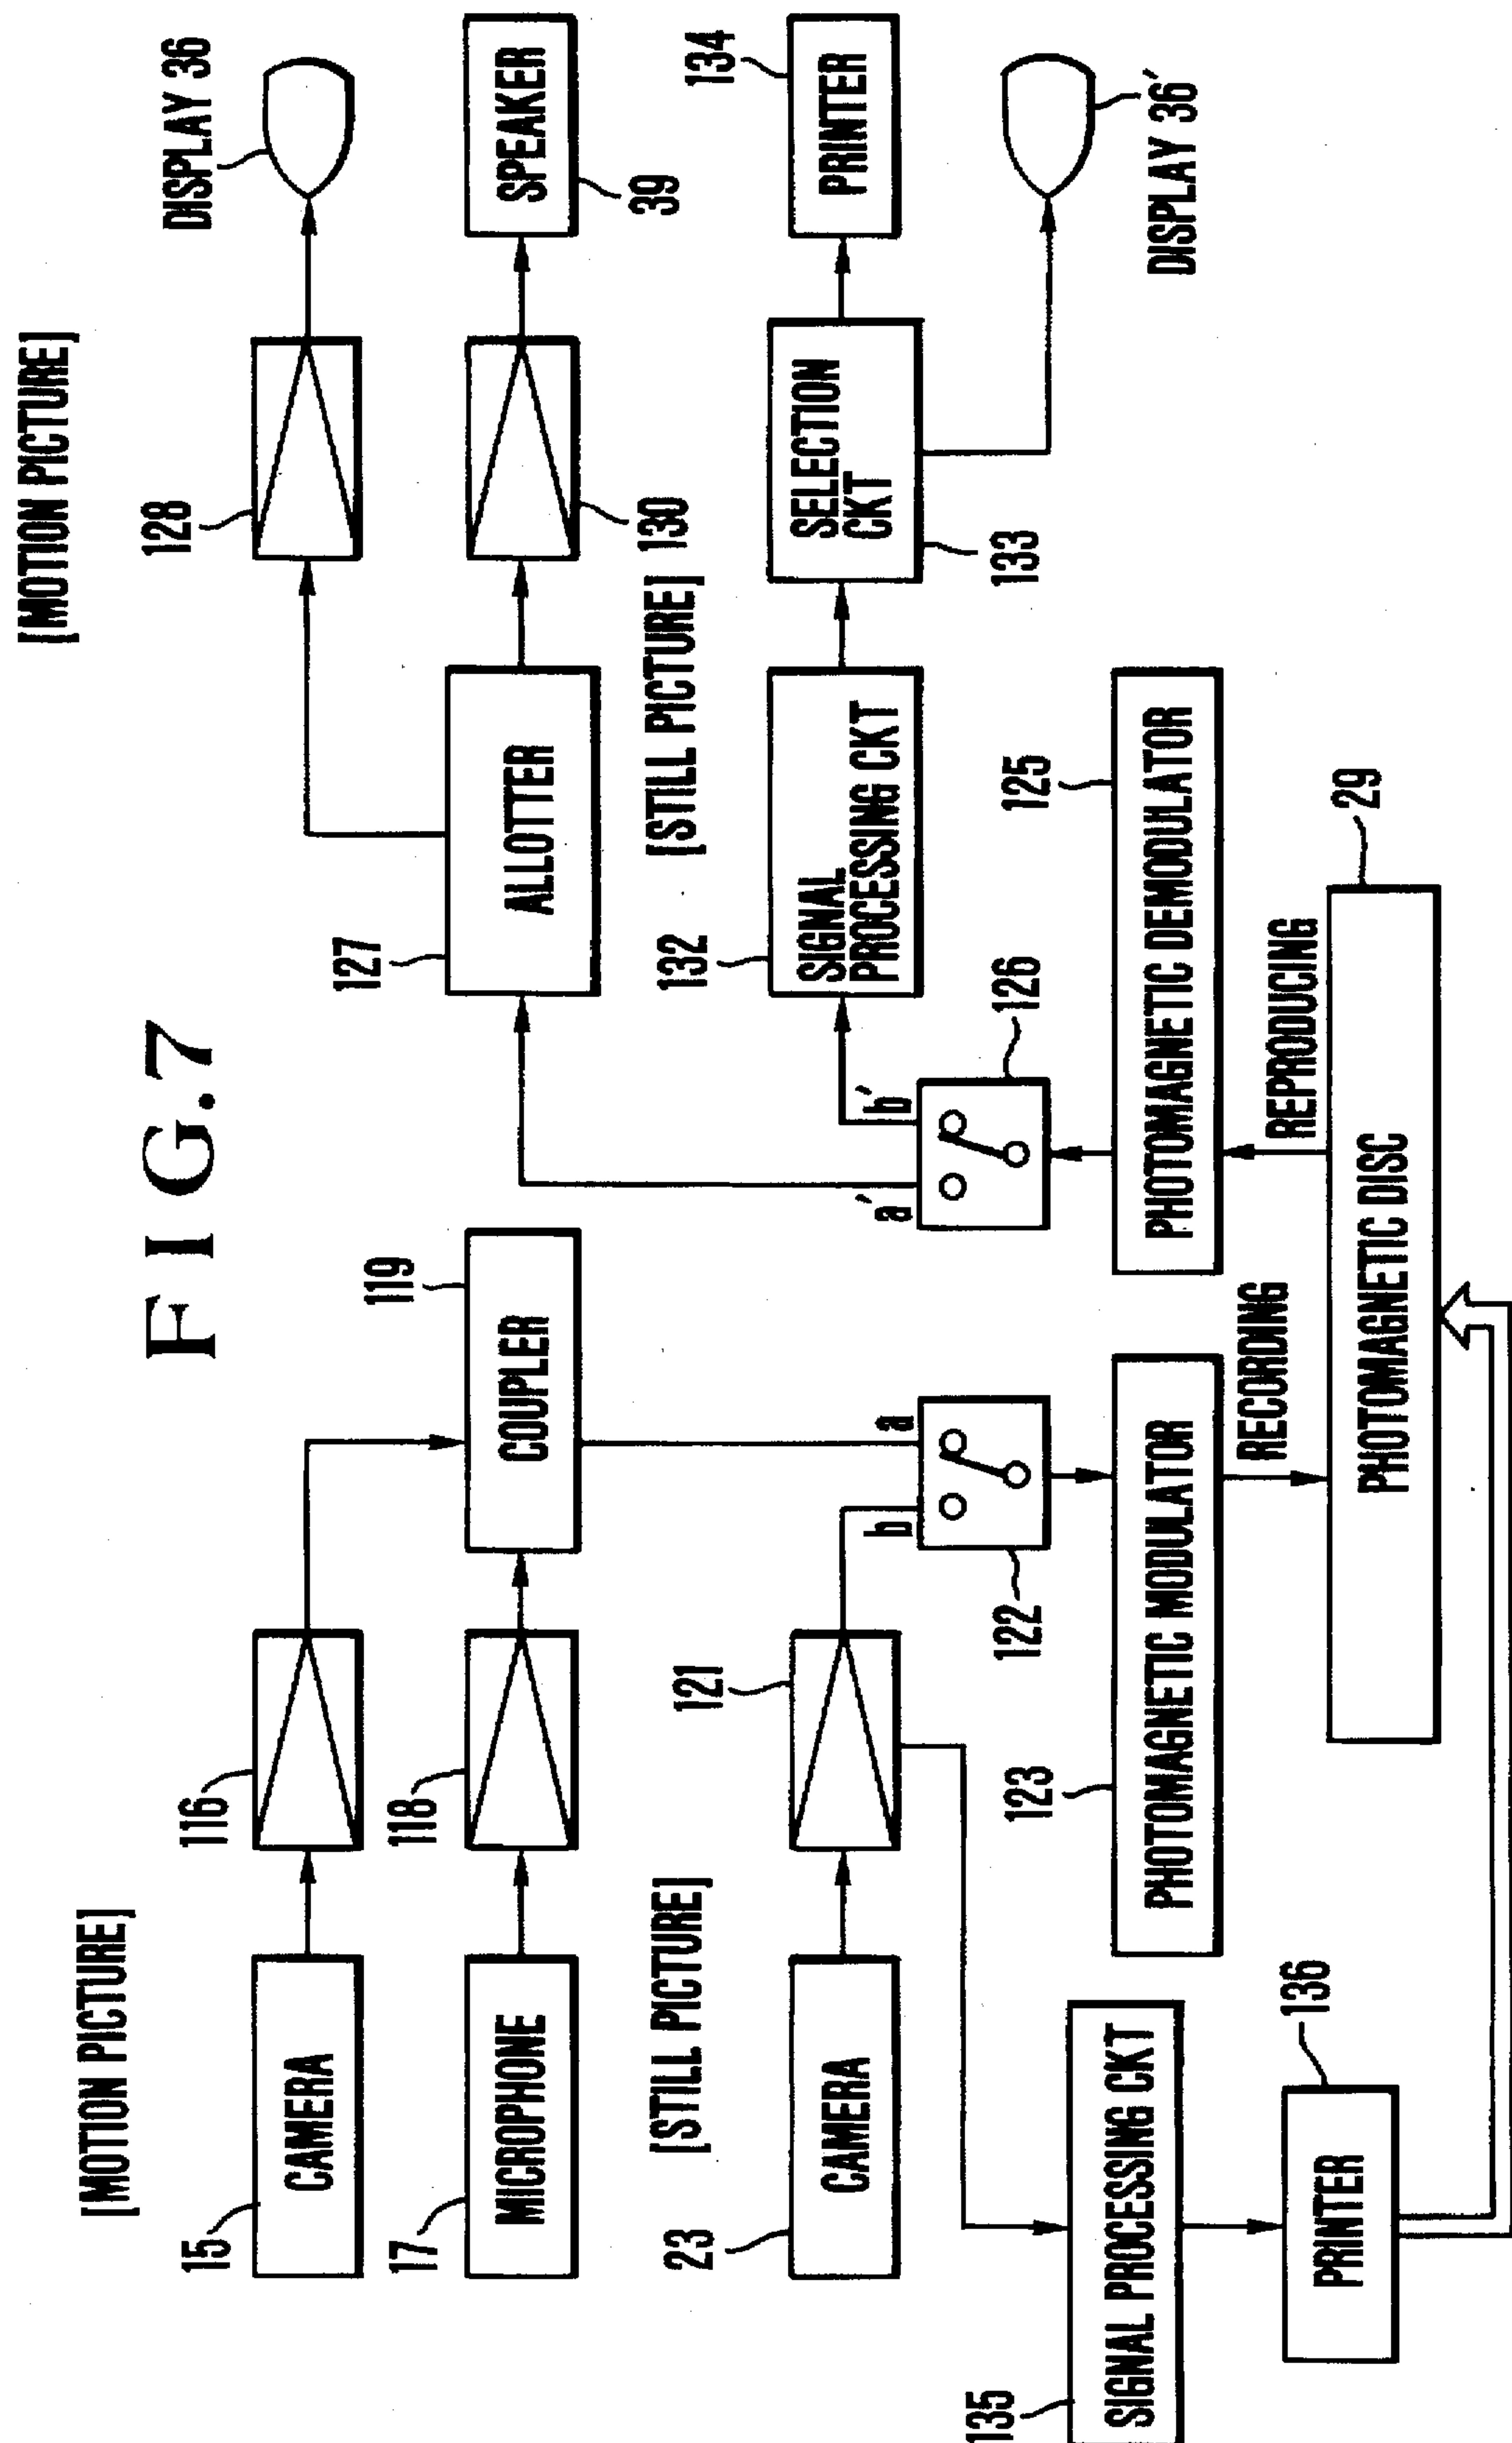 FIG.7
[MOTION PICTURE]
15
CAMERA
116
17
MICROPHONE
118
119
COUPLER
[STILL PICTURE]
23
CAMERA
121
b
a
122
123
PHOTOMAGNETIC MODULATOR
RECORDING
135
SIGNAL PROCESSING CKT
136
PRINTER
PHOTOMAGNETIC DISC
29
REPRODUCING
PHOTOMAGNETIC DEMODULATOR
125
126
a'
b'
[MOTION PICTURE]
127
ALLOTTER
128
DISPLAY 36
130
SPEAKER
39
[STILL PICTURE]
132
SIGNAL
PROCESSING CKT
SELECTION
CKT
133
PRINTER
134
DISPLAY 36'